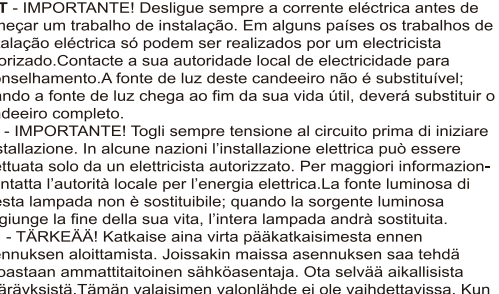 T - IMPORTANTE! Desligue sempre a corrente eléctrica antes de
meçar um trabalho de instalação. Em alguns países os trabalhos de
talação eléctrica só podem ser realizados por um electricista
orizado.Contacte a sua autoridade local de electricidade para
onselhamento.A fonte de luz deste candeeiro não é substituível;
ando a fonte de luz chega ao fim da sua vida útil, deverá substituir o
ndeeiro completo.
- IMPORTANTE! Togli sempre tensione al circuito prima di iniziare
stallazione. In alcune nazioni l’installazione elettrica può essere
ettuata solo da un elettricista autorizzato. Per maggiori informazion-
ntatta l’autorità locale per l’energia elettrica.La fonte luminosa di
esta lampada non è sostituibile; quando la sorgente luminosa
giunge la fine della sua vita, l’intera lampada andrà sostituita.
- TÄRKEÄÄ! Katkaise aina virta pääkatkaisimesta ennen
ennuksen aloittamista. Joissakin maissa asennuksen saa tehdä
oastaan ammattitaitoinen sähköasentaja. Ota selvää aikallisista
äräyksistä.Tämän valaisimen valonlähde ei ole vaihdettavissa. Kun